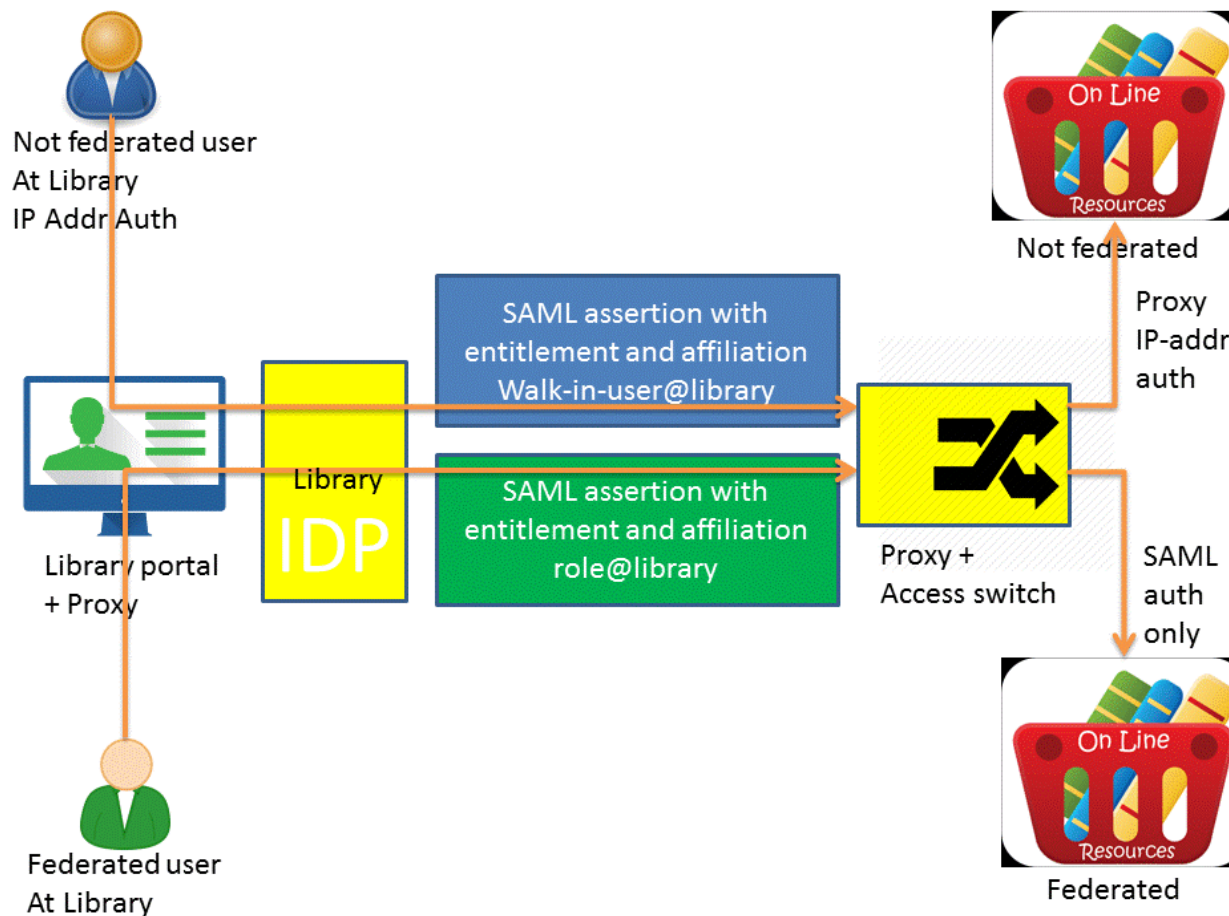 Not federated user
At Library
IP Addr Auth
On Line
Resources
Not federated
Proxy
IP-addr
auth
SAML assertion with
entitlement and affiliation
Walk-in-user@library
Library
IDP
SAML assertion with
entitlement and affiliation
role@library
Library portal
+ Proxy
Proxy +
Access switch
SAML
auth
only
On Line
Resources
Federated
Federated user
At Library